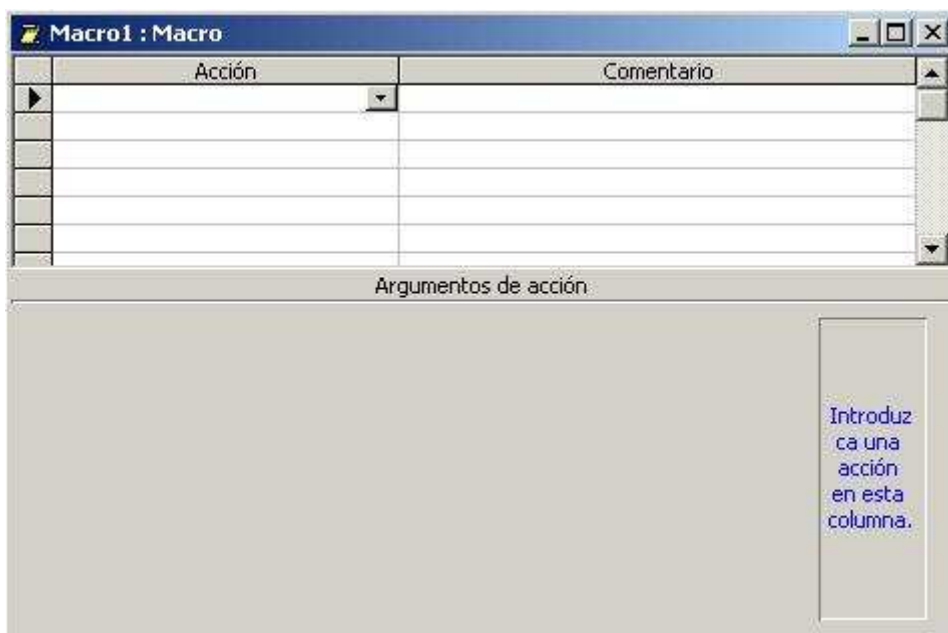 Macro1 : Macro
Acción Comentario
Argumentos de acción
Introduz
ca una
acción
en esta
columna.